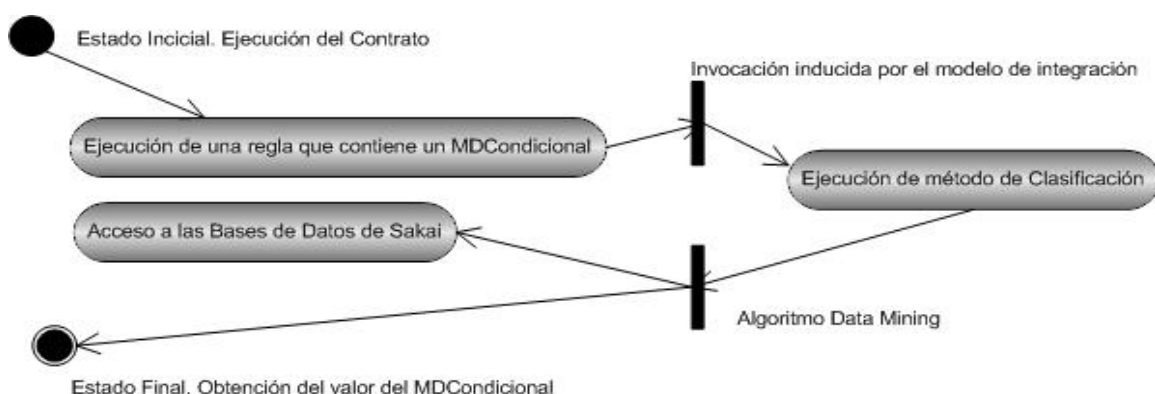 Estado Incicial. Ejecución del Contrato
Invocación inducida por el modelo de integración
Ejecución de una regla que contiene un MDCondicional
Ejecución de método de Clasificación
Acceso a las Bases de Datos de Sakai
Algoritmo Data Mining
Estado Final. Obtención del valor del MDCondicional